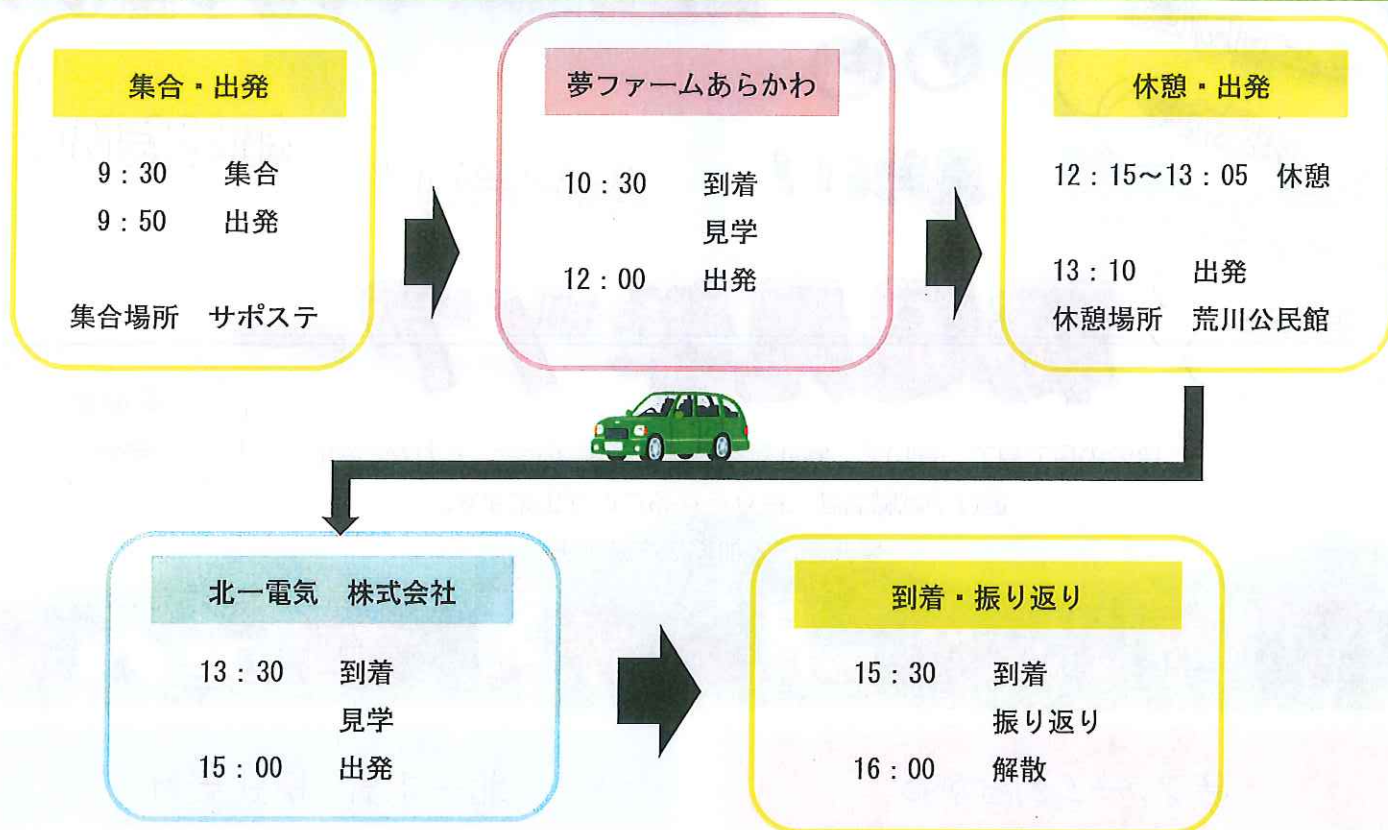 集合・出発
9：30　集合
9：50　出発
集合場所　サポステ
夢ファームあらかわ
10：30　到着
見学
12：00　出発
休憩・出発
12：15～13：05　休憩
13：10　出発
休憩場所　荒川公民館
北一電気　株式会社
13：30　到着
見学
15：00　出発
到着・振り返り
15：30　到着
振り返り
16：00　解散